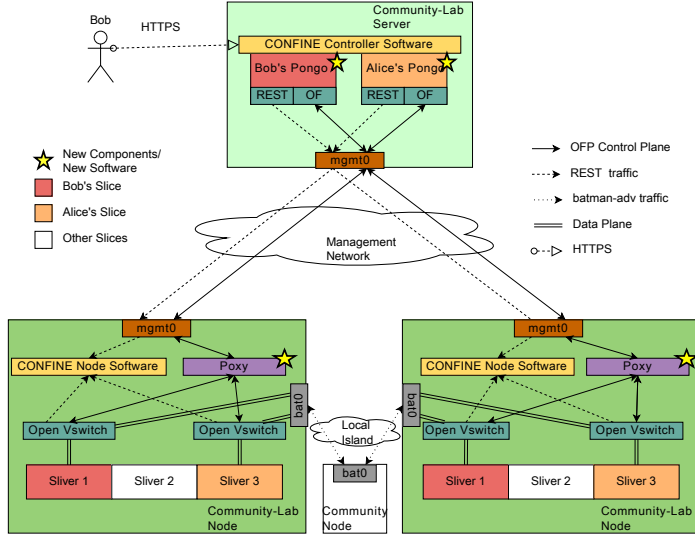 Bob
HTTPS
Community-Lab
Server
CONFINE Controller Software
Bob's Pongo
Alice's Pongo
REST
OF
REST
OF
mgmt0
New Components/
New Software
Bob's Slice
Alice's Slice
Other Slices
OFP Control Plane
REST traffic
batman-adv traffic
Data Plane
HTTPS
Management
Network
mgmt0
CONFINE Node Software
Poxy
bat0
Open Vswitch
Open Vswitch
Sliver 1
Sliver 2
Sliver 3
Community-Lab
Node
Local
Island
bat0
Community
Node
mgmt0
CONFINE Node Software
Poxy
bat0
Open Vswitch
Open Vswitch
Sliver 1
Sliver 2
Sliver 3
Community-Lab
Node